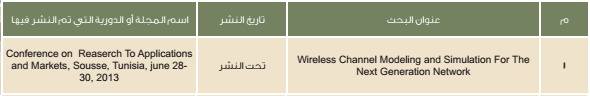 م
عنوان البحث
تاريخ النشر
اسم المجلة أو الدورية التي تم النشر فيها
١
Wireless Channel Modeling and Simulation For The
Next Generation Network
تحت النشر
Conference on Reaserch To Applications
and Markets, Sousse, Tunisia, june 28-
30, 2013